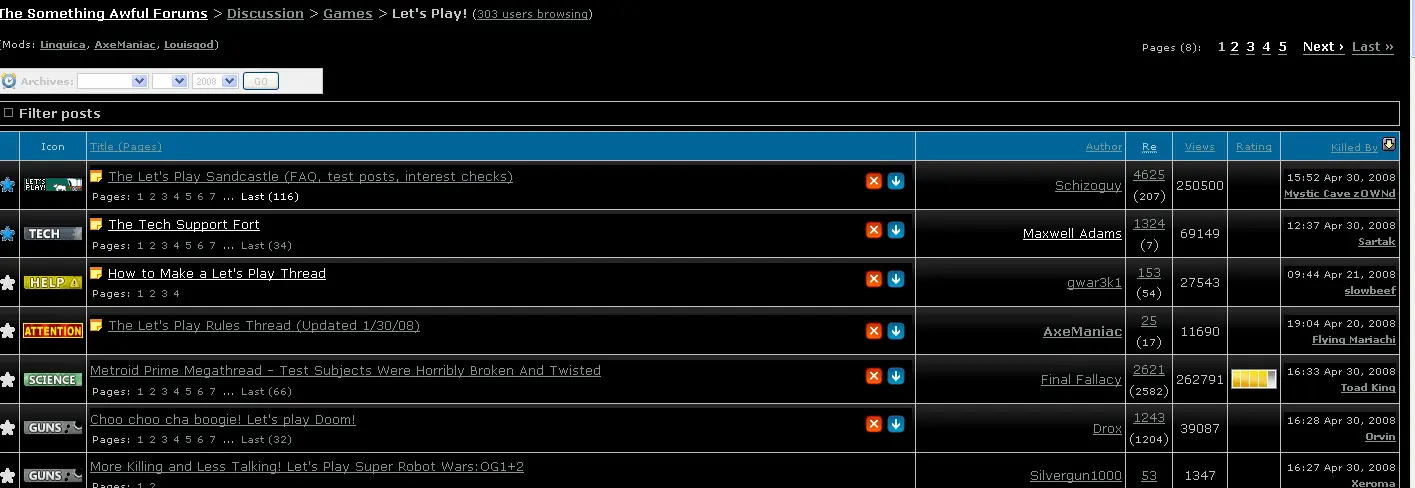 The Something Awful Forums > Discussion > Games > Let's Play! (303 users browsing)
(Mods: Linguica, AxeManiac, Louisgod)
Pages (8): 1 2 3 4 5 Next › Last »
Archives: 2008 GO
Filter posts
Icon Title (Pages) Author Re Views Rating Killed By
LET'S PLAY! The Let's Play Sandcastle (FAQ, test posts, interest checks) Schizoguy 4625 (207) 250500 15:52 Apr 30, 2008
Pages: 1 2 3 4 5 6 7 ... Last (116) Mystic Cave zOWNd
TECH The Tech Support Fort Maxwell Adams 1324 (7) 69149 12:37 Apr 30, 2008
Pages: 1 2 3 4 5 6 7 ... Last (34) Sartak
HELP How to Make a Let's Play Thread gwar3k1 153 (54) 27543 09:44 Apr 21, 2008
Pages: 1 2 3 4 slowbeef
ATTENTION The Let's Play Rules Thread (Updated 1/30/08) AxeManiac 25 (17) 11690 19:04 Apr 20, 2008
Flying Mariachi
SCIENCE Metroid Prime Megathread - Test Subjects Were Horribly Broken And Twisted Final Fallacy 2621 (2582) 262791 16:33 Apr 30, 2008
Pages: 1 2 3 4 5 6 7 ... Last (66) Toad King
GUNS Choo choo cha boogie! Let's play Doom! Drox 1243 (1204) 39087 16:28 Apr 30, 2008
Pages: 1 2 3 4 5 6 7 ... Last (32) Orvin
GUNS More Killing and Less Talking! Let's Play Super Robot Wars:OG1+2 Silvergun1000 53 1347 16:27 Apr 30, 2008
Pages: 1 2 Xeroma